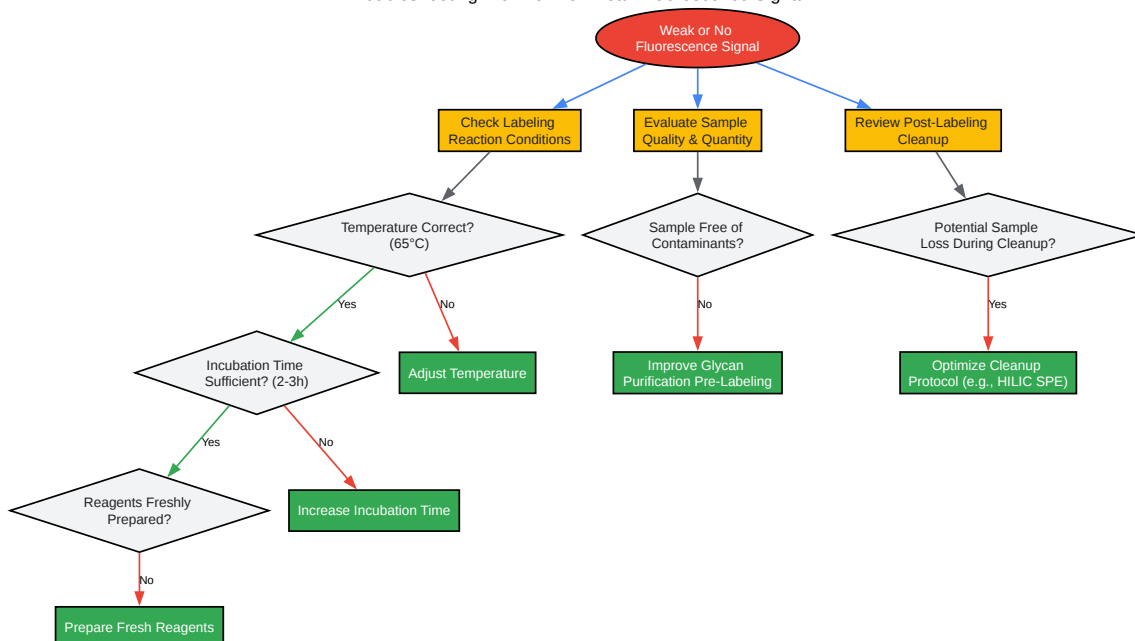 Weak or No
Fluorescence Signal
Check Labeling
Reaction Conditions
Evaluate Sample
Quality & Quantity
Review Post-Labeling
Cleanup
Temperature Correct?
(65°C)
Sample Free of
Contaminants?
Potential Sample
Loss During Cleanup?
Yes
No
No
Yes
Incubation Time
Sufficient? (2-3h)
Adjust Temperature
Improve Glycan
Purification Pre-Labeling
Optimize Cleanup
Protocol (e.g., HILIC SPE)
Yes
No
Reagents Freshly
Prepared?
Increase Incubation Time
No
Prepare Fresh Reagents